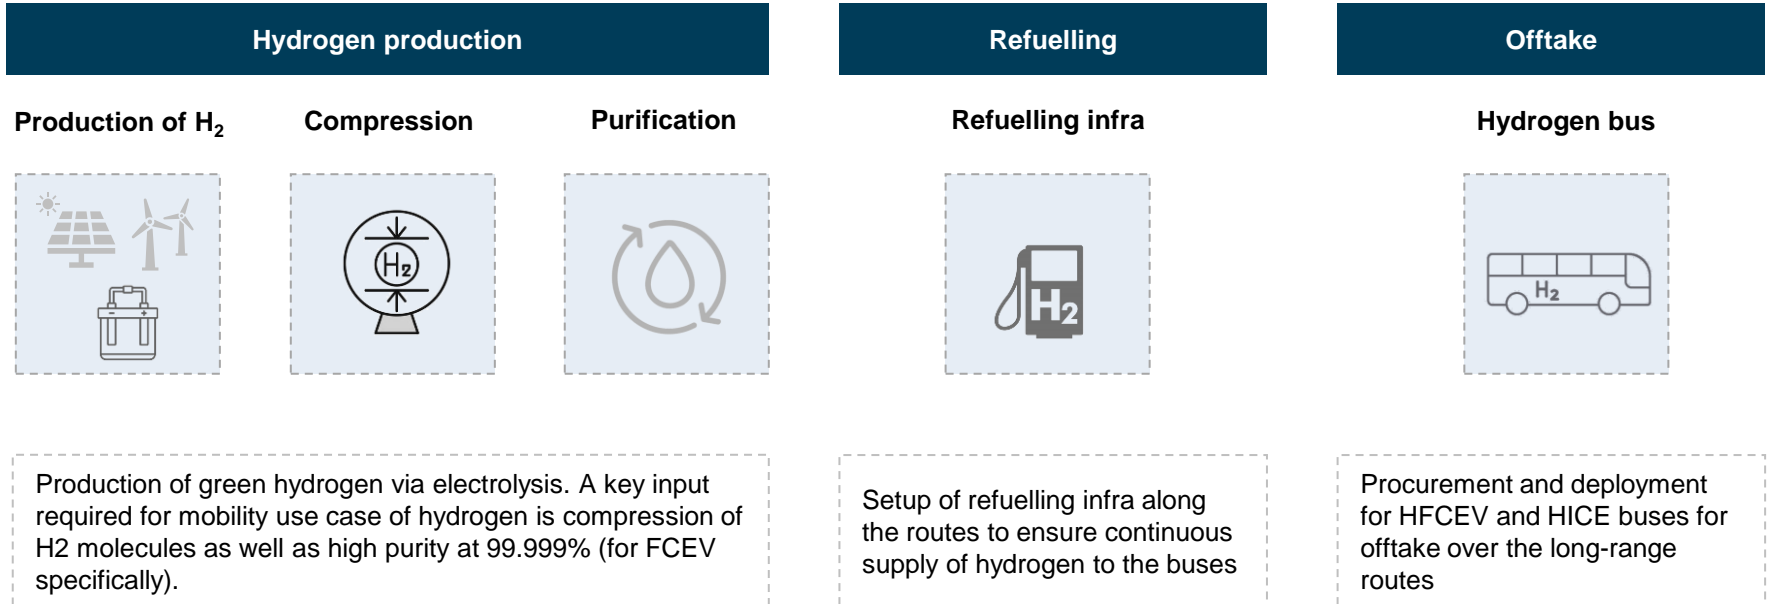 Hydrogen production
Refuelling
Offtake
Production of H₂
Compression
Purification
Refuelling infra
Hydrogen bus
H₂
H₂
H₂
Production of green hydrogen via electrolysis. A key input
required for mobility use case of hydrogen is compression of
H2 molecules as well as high purity at 99.999% (for FCEV
specifically).
Setup of refuelling infra along
the routes to ensure continuous
supply of hydrogen to the buses
Procurement and deployment
for HFCEV and HICE buses for
offtake over the long-range
routes